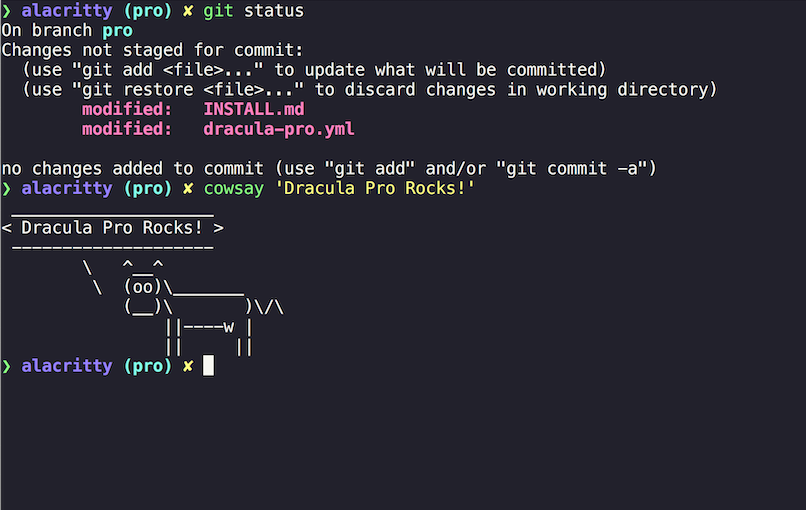 ❯ alacritty (pro) ✘ git status
On branch pro
Changes not staged for commit:
  (use "git add <file>..." to update what will be committed)
  (use "git restore <file>..." to discard changes in working directory)
        modified:   INSTALL.md
        modified:   dracula-pro.yml

no changes added to commit (use "git add" and/or "git commit -a")
❯ alacritty (pro) ✘ cowsay 'Dracula Pro Rocks!'
 ____________________
< Dracula Pro Rocks! >
 --------------------
        \   ^__^
         \  (oo)\_______
            (__)\       )\/\
                ||----w |
                ||     ||
❯ alacritty (pro) ✘